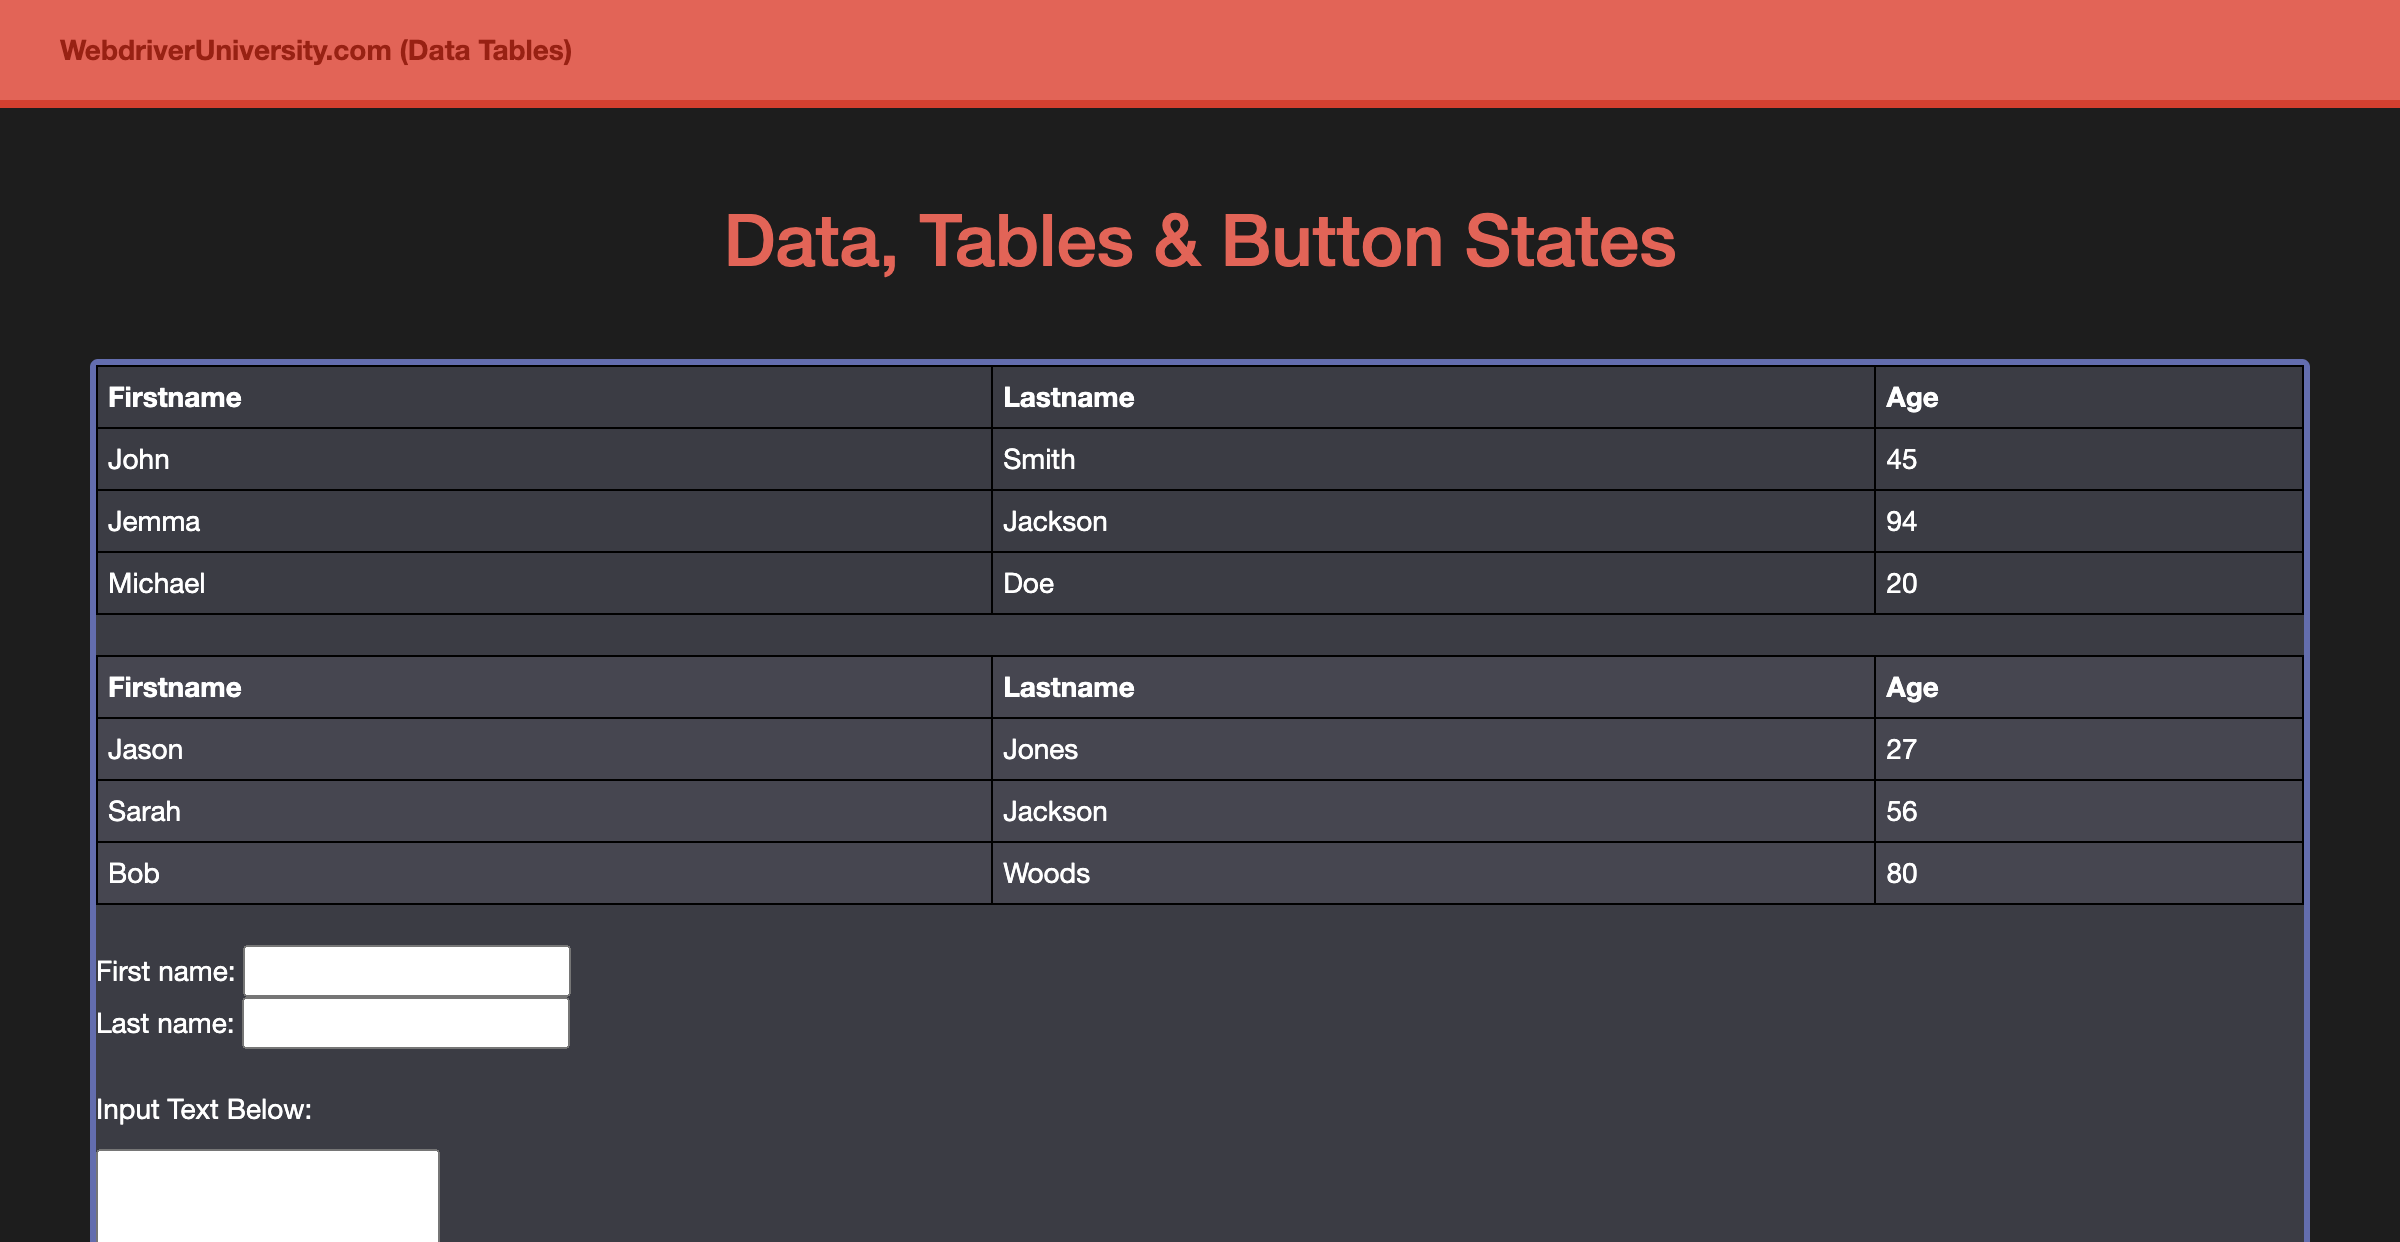 WebdriverUniversity.com (Data Tables)
Data, Tables & Button States
Firstname Lastname Age
John Smith 45
Jemma Jackson 94
Michael Doe 20
Firstname Lastname Age
Jason Jones 27
Sarah Jackson 56
Bob Woods 80
First name:
Last name:
Input Text Below: